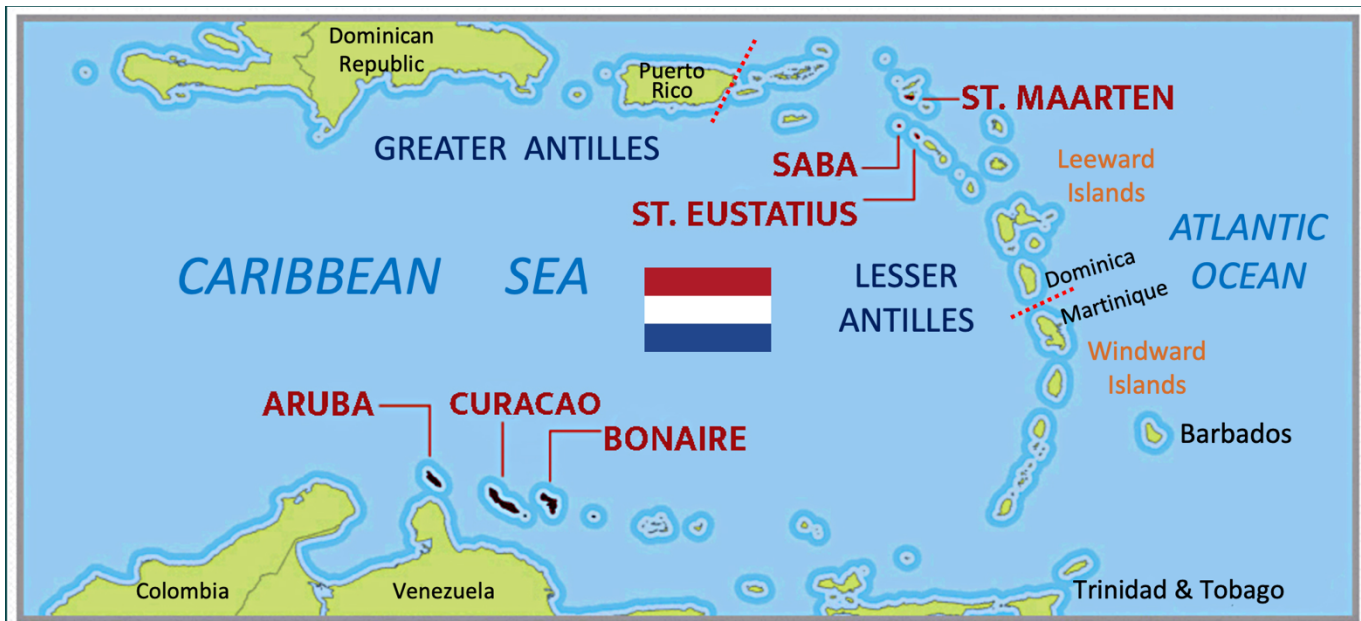 Dominican
Republic
Puerto
Rico
ST. MAARTEN
GREATER ANTILLES
SABA
Leeward
Islands
ST. EUSTATIUS
ATLANTIC
OCEAN
CARIBBEAN SEA
LESSER
ANTILLES
Dominica
Martinique
Windward
Islands
ARUBA
CURACAO
BONAIRE
Barbados
Colombia
Venezuela
Trinidad & Tobago